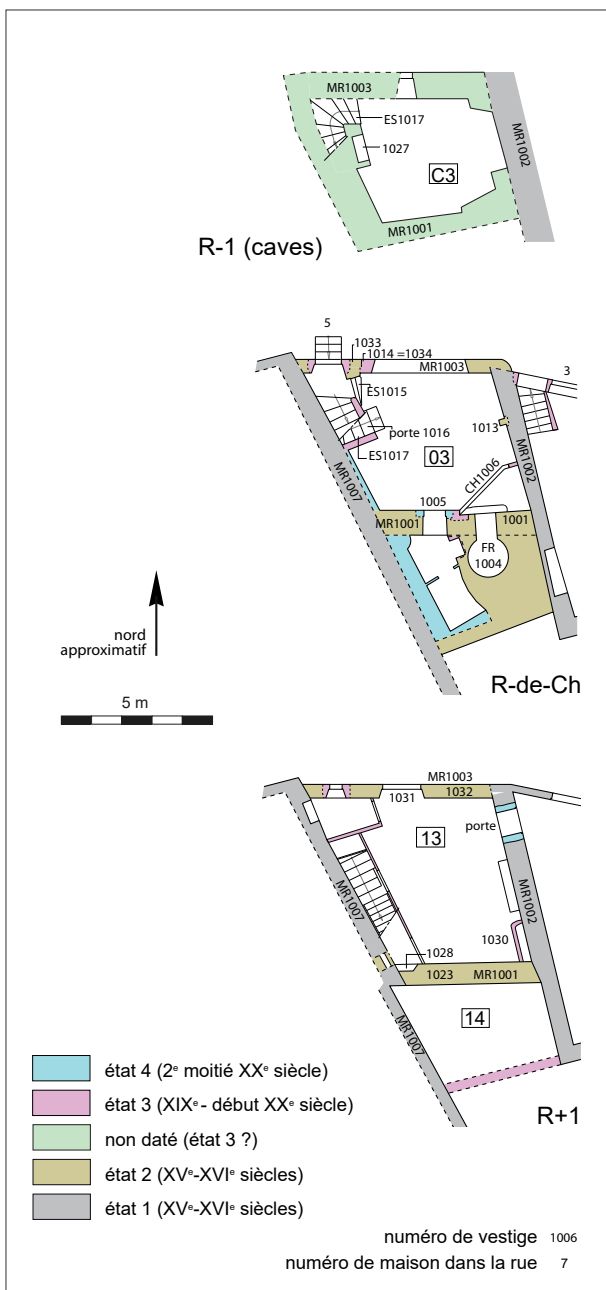 MR1003
ES1017
1027
C3
MR1002
MR1001
R-1 (caves)
5
1033
1014 =1034
MR1003
3
ES1015
porte 1016
1013
ES1017
03
MR1002
CH1006
MR1007
1005
MR1001
1001
FR
1004
nord
approximatif
5 m
R-de-Ch
MR1003
1031
1032
porte
13
MR1002
MR1007
1030
1028
1023
MR1001
14
MR1007
R+1
état 4 (2e moitié XXe siècle)
état 3 (XIXe - début XXe siècle)
non daté (état 3 ?)
état 2 (XVe-XVIe siècles)
état 1 (XVe-XVIe siècles)
numéro de vestige 1006
numéro de maison dans la rue 7